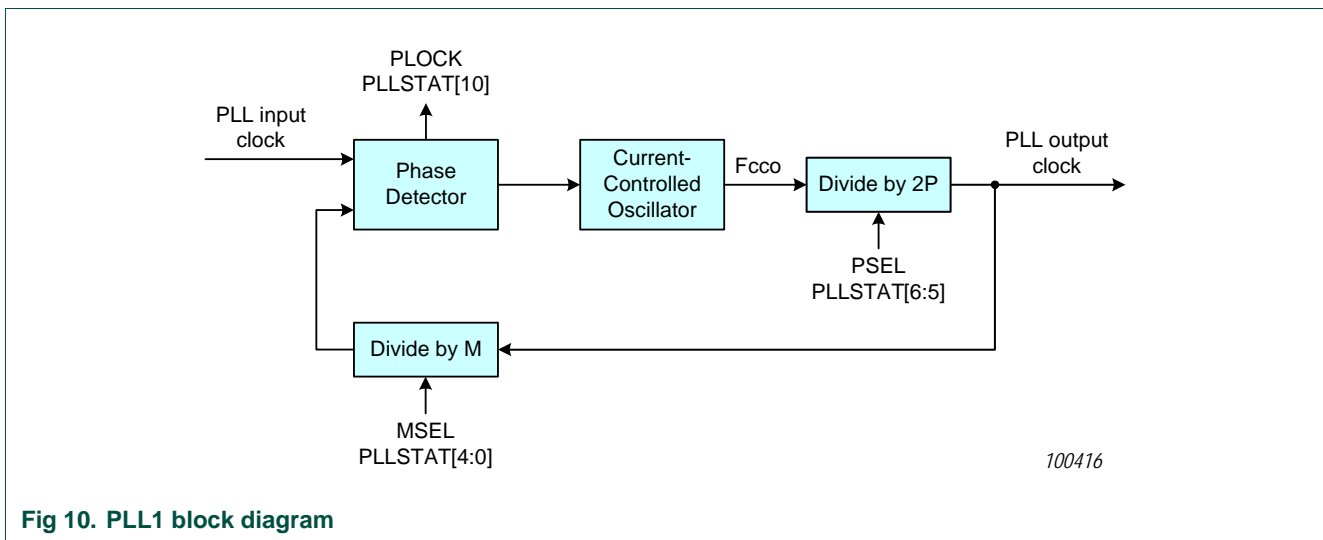 PLOCK
PLLSTAT[10]
PLL input
clock
Phase
Detector
Current-
Controlled
Oscillator
Fcco
Divide by 2P
PLL output
clock
PSEL
PLLSTAT[6:5]
Divide by M
MSEL
PLLSTAT[4:0]
100416
Fig 10. PLL1 block diagram